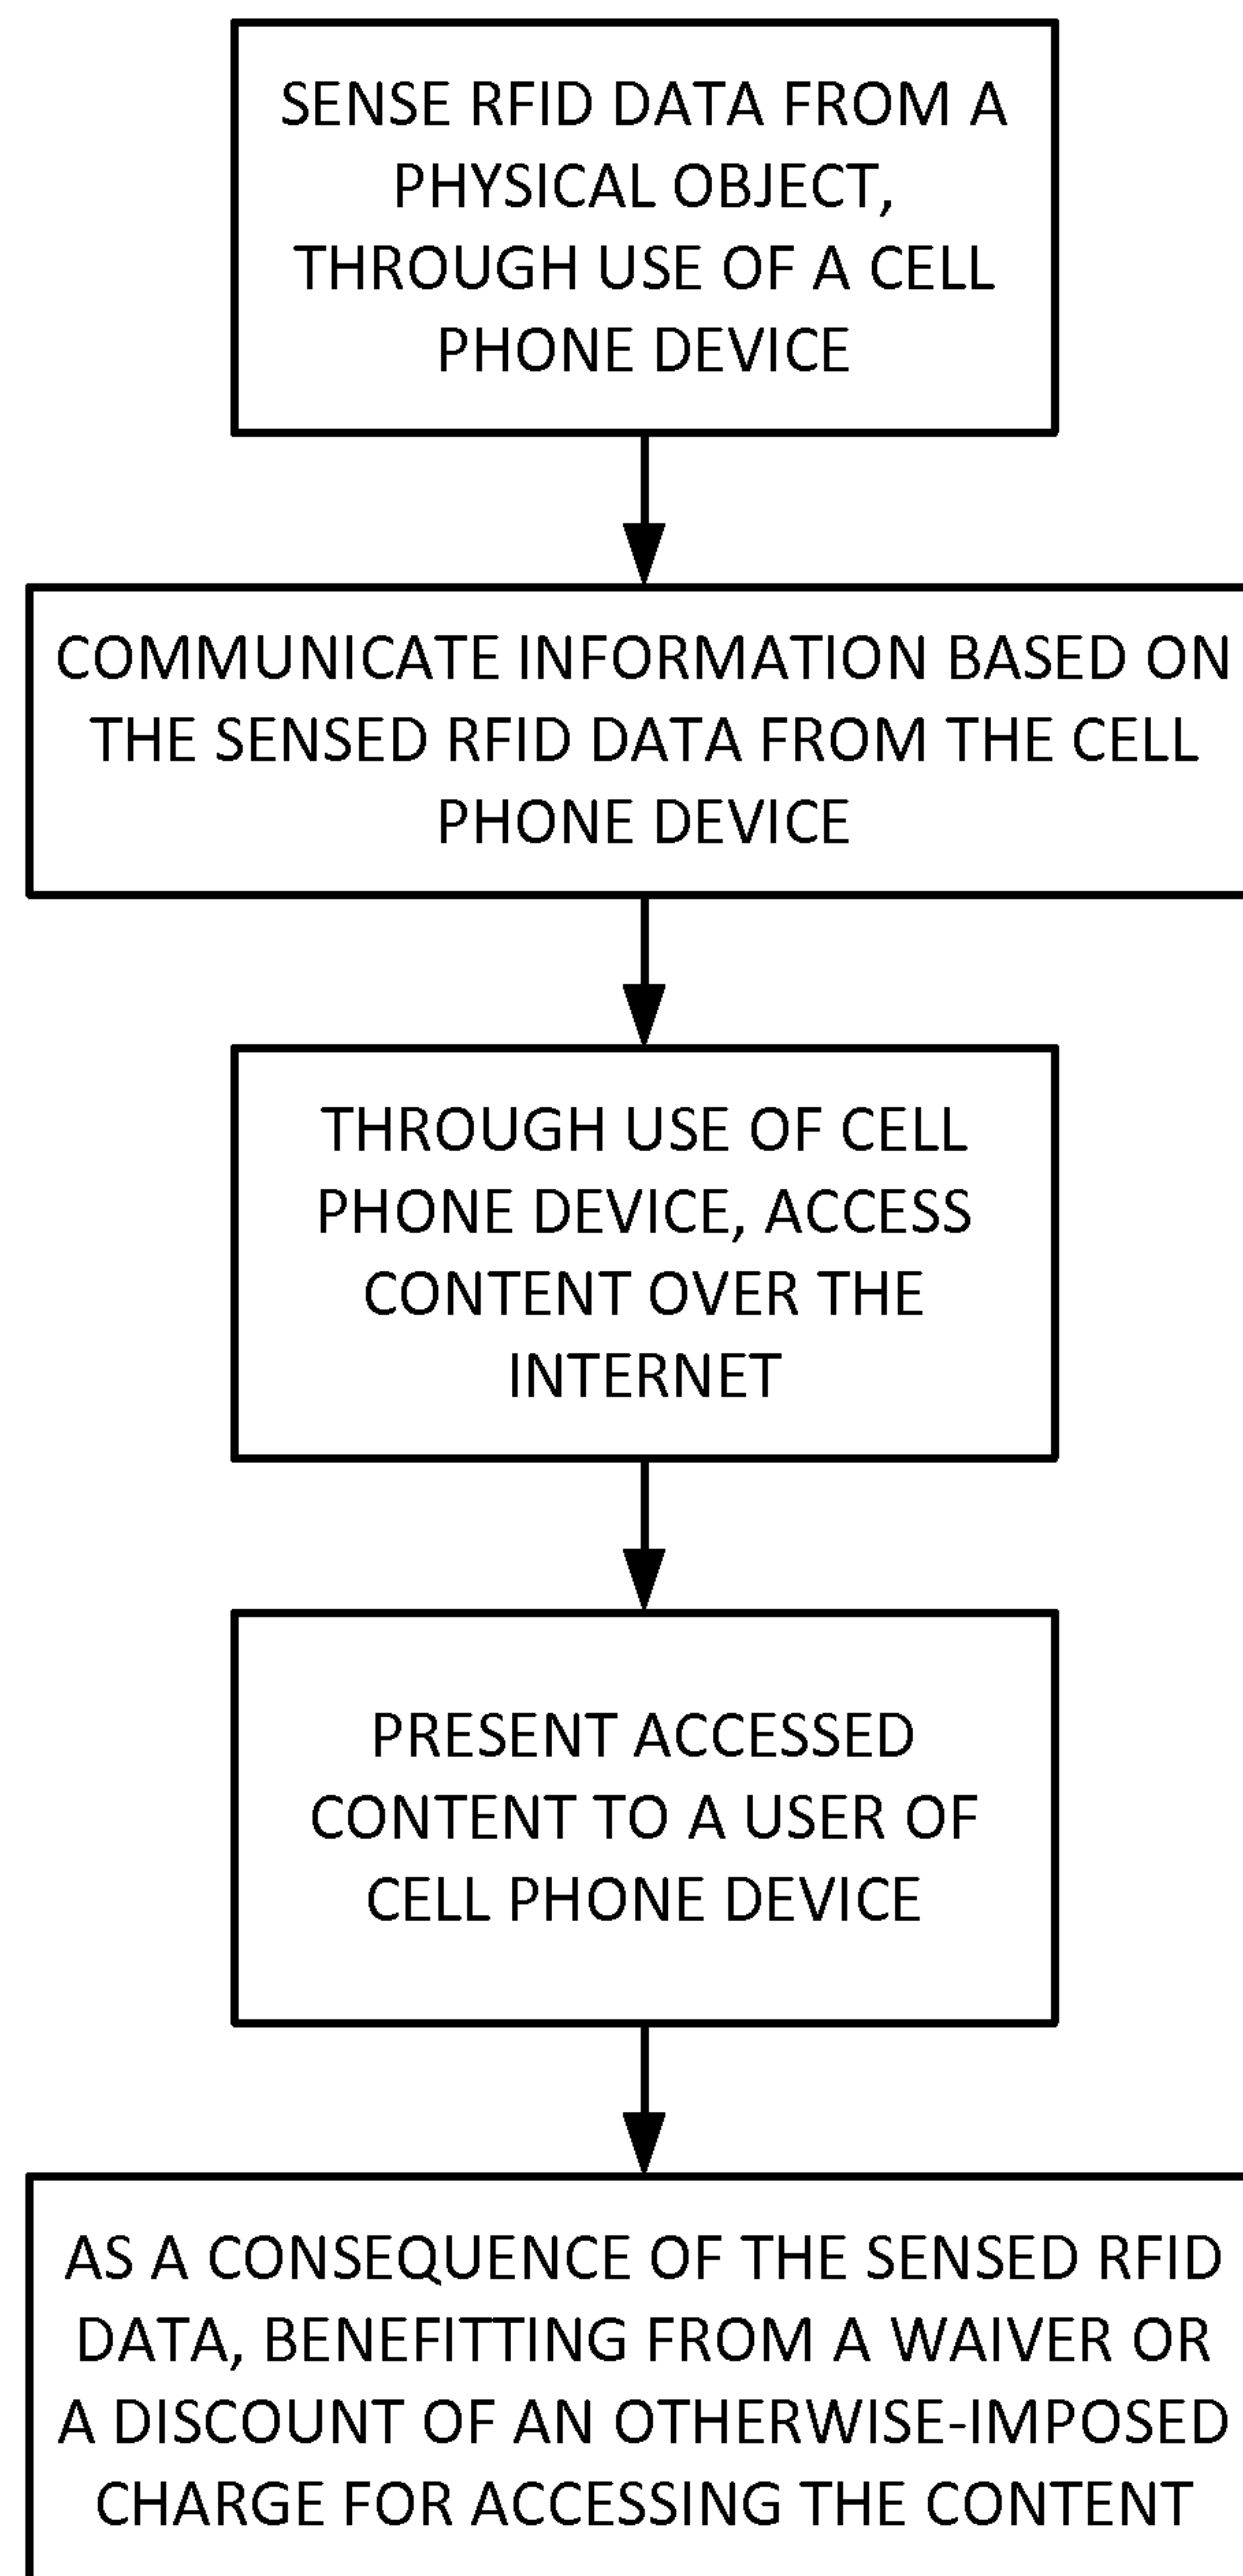 SENSE RFID DATA FROM A
PHYSICAL OBJECT,
THROUGH USE OF A CELL
PHONE DEVICE
COMMUNICATE INFORMATION BASED ON
THE SENSED RFID DATA FROM THE CELL
PHONE DEVICE
THROUGH USE OF CELL
PHONE DEVICE, ACCESS
CONTENT OVER THE
INTERNET
PRESENT ACCESSED
CONTENT TO A USER OF
CELL PHONE DEVICE
AS A CONSEQUENCE OF THE SENSED RFID
DATA, BENEFITTING FROM A WAIVER OR
A DISCOUNT OF AN OTHERWISE-IMPOSED
CHARGE FOR ACCESSING THE CONTENT